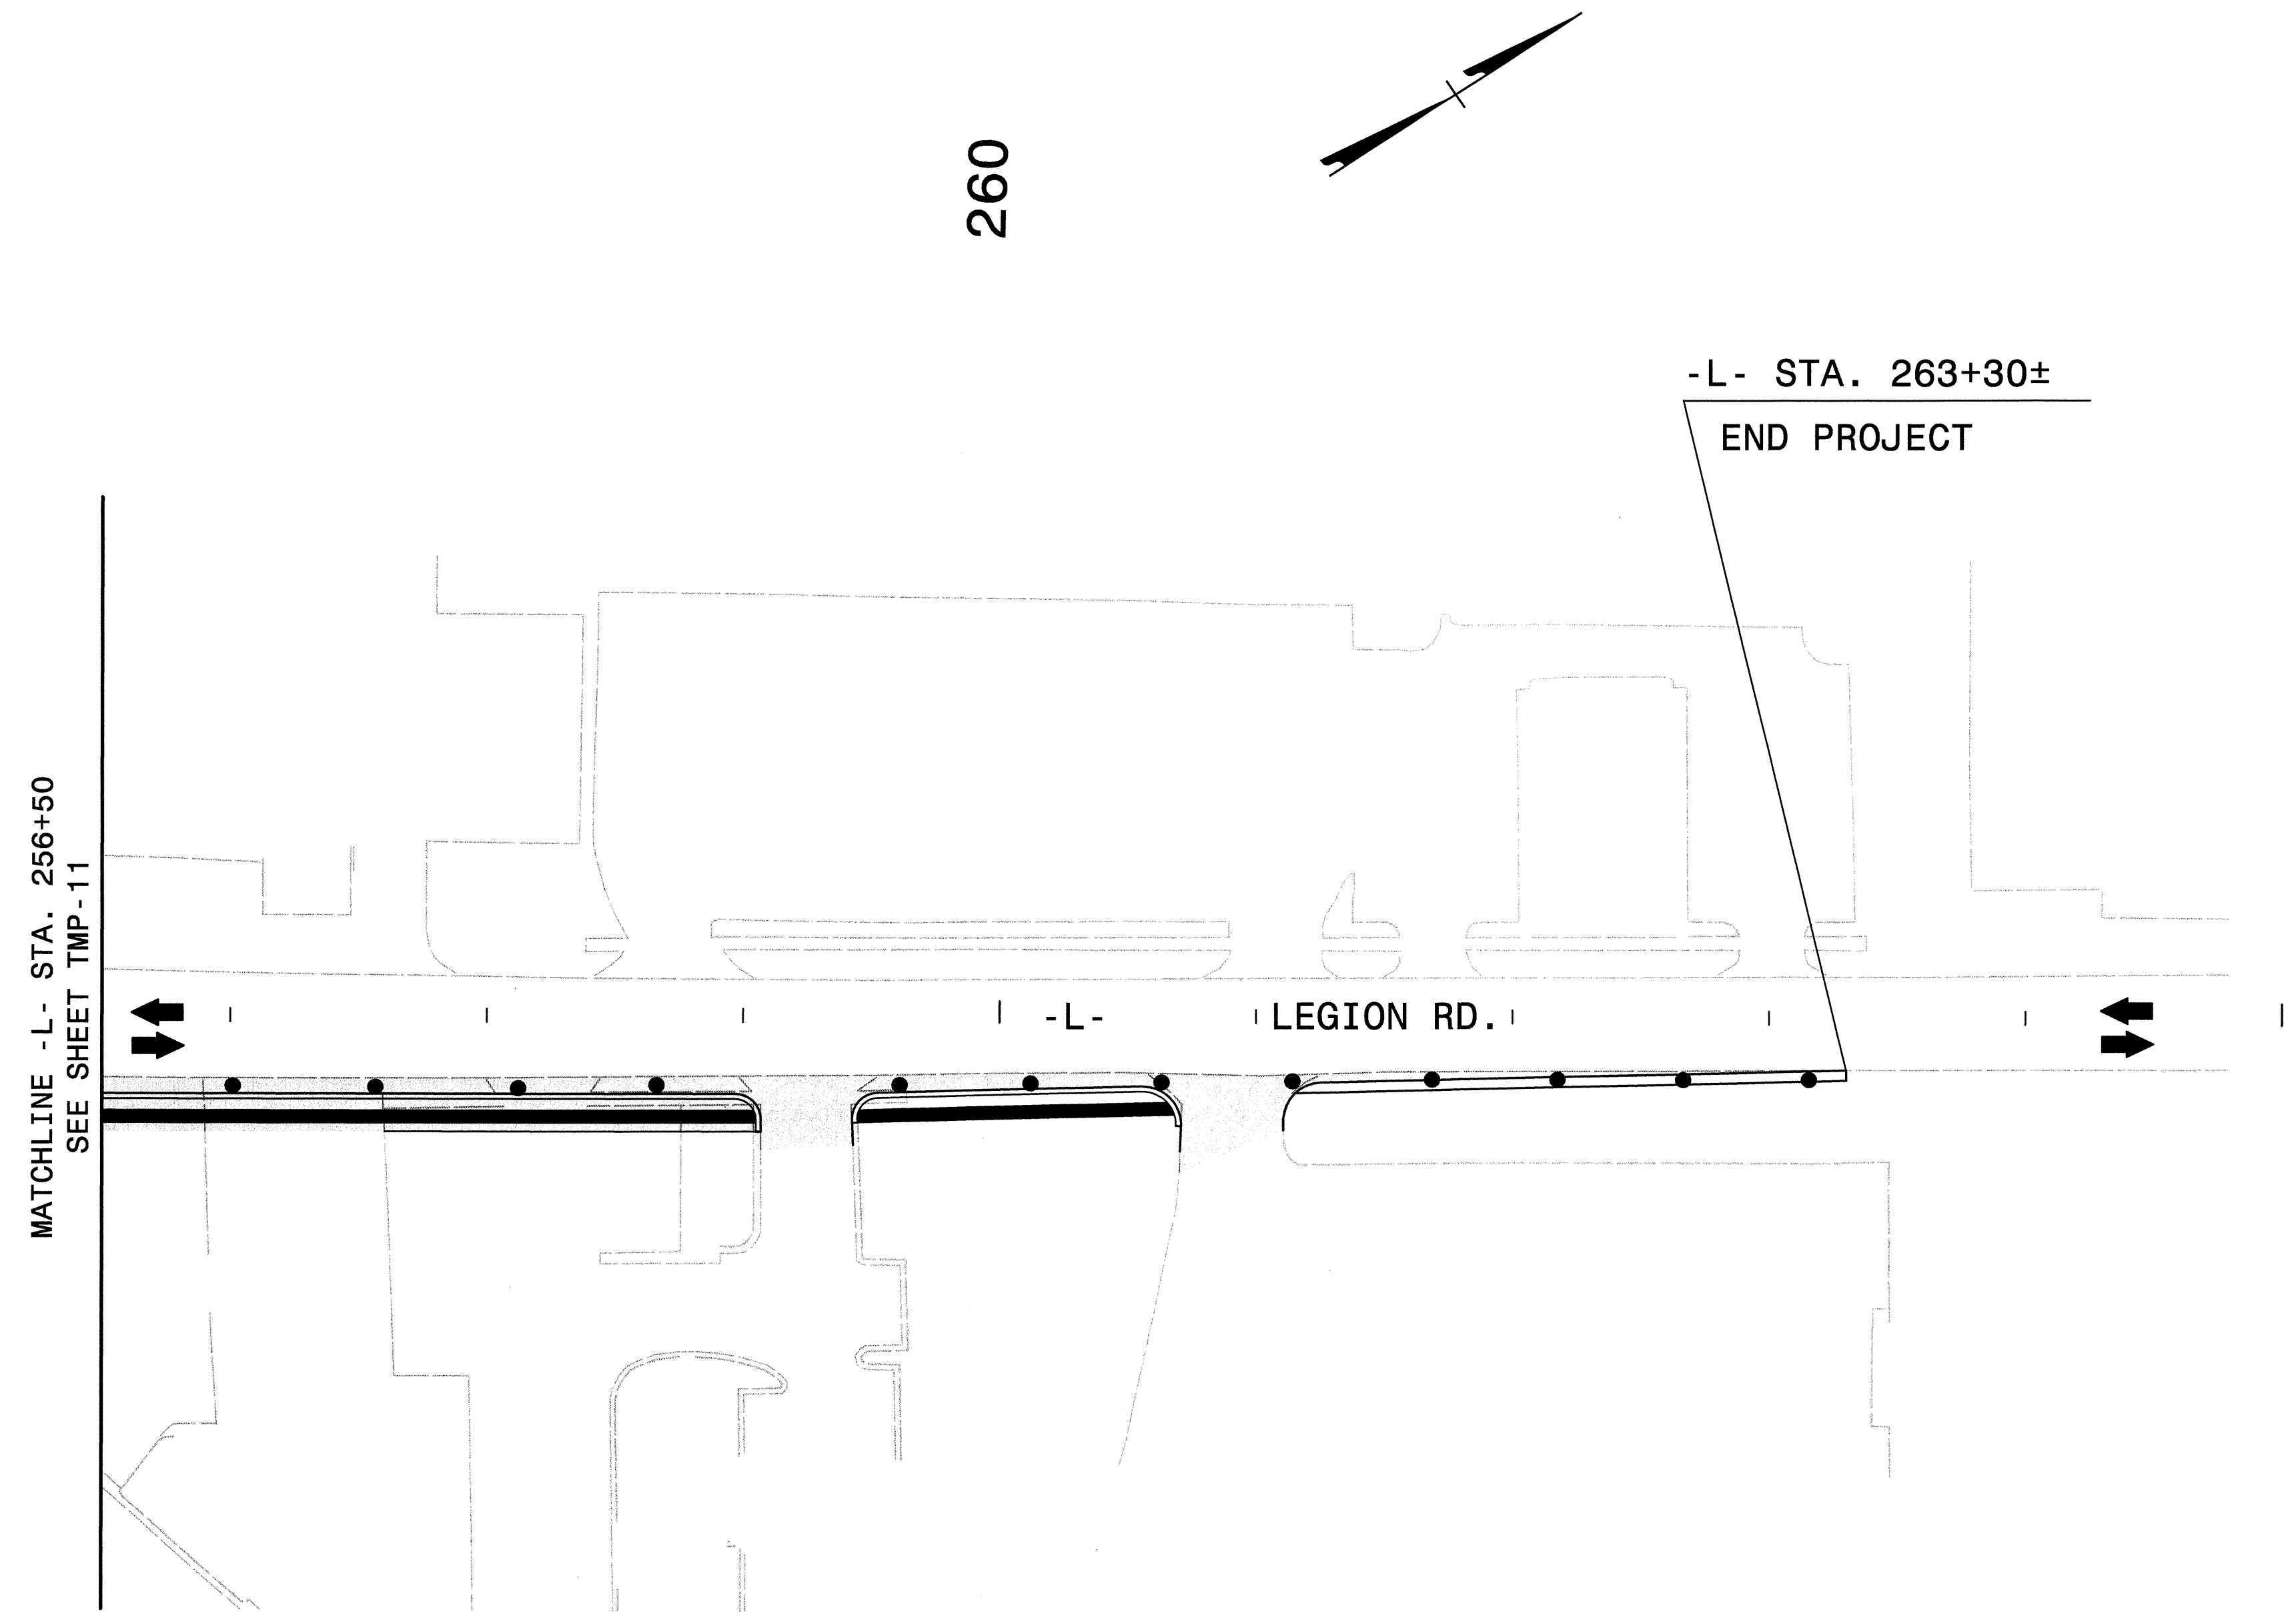 260
-L- STA. 263+30±
END PROJECT
MATCHLINE -L- STA. 256+50
SEE SHEET TMP-11
-L- LEGION RD.